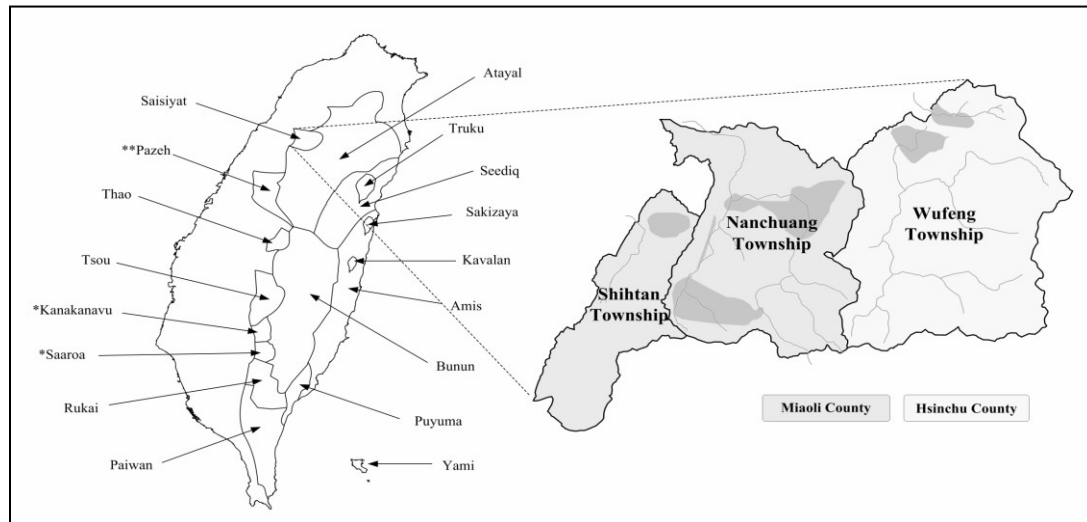 Atayal
Saisiyat
Truku
**Pazeh
Seediq
Thao
Sakizaya
Tsou
Kavalan
*Kanakanavu
Amis
*Saaroa
Bunun
Rukai
Puyuma
Paiwan
Yami
Wufeng
Township
Nanchuang
Township
Shihtan
Township
Miaoli County
Hsinchu County